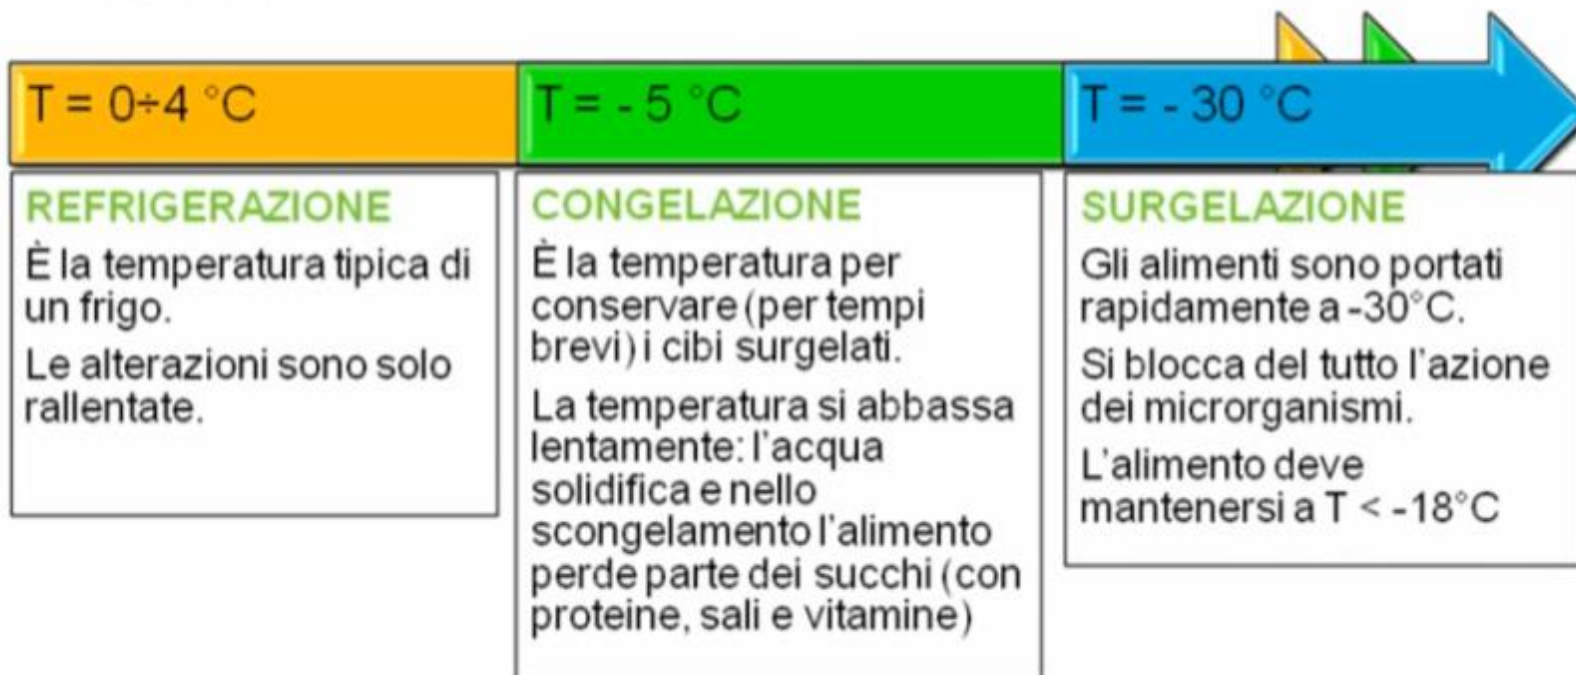 T = 0÷4 °C
T = - 5 °C
T = - 30 °C
REFRIGERAZIONE
È la temperatura tipica di
un frigo.
Le alterazioni sono solo
rallentate.
CONGELAZIONE
È la temperatura per
conservare (per tempi
brevi) i cibi surgelati.
La temperatura si abbassa
lentamente: l'acqua
solidifica e nello
scongelamento l'alimento
perde parte dei succhi (con
proteine, sali e vitamine)
SURGELAZIONE
Gli alimenti sono portati
rapidamente a -30°C.
Si blocca del tutto l'azione
dei microrganismi.
L'alimento deve
mantenersi a T < -18°C